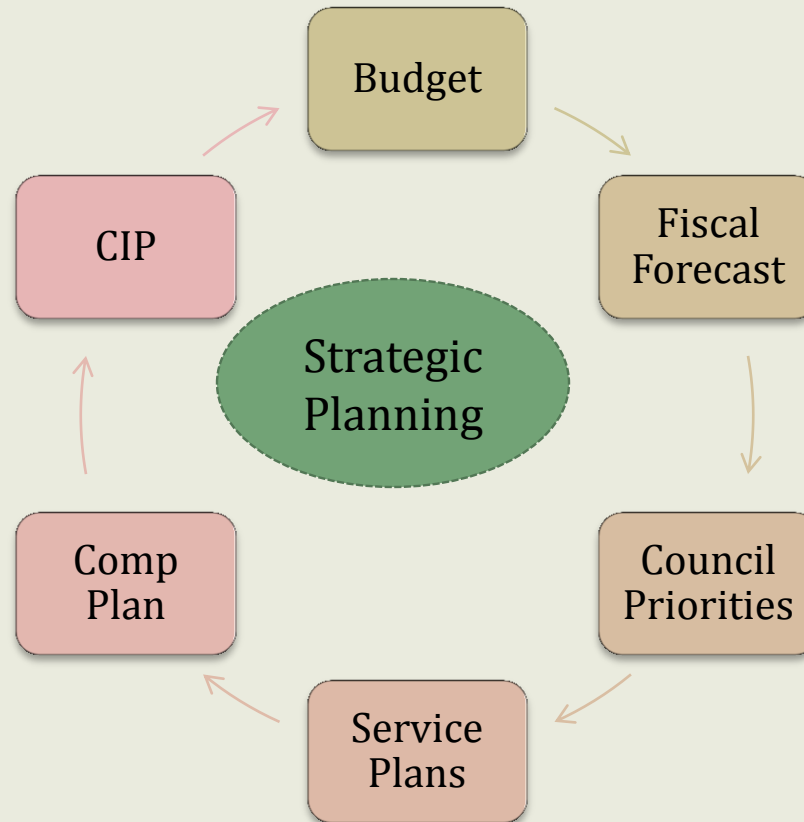 Budget
Fiscal
Forecast
Council
Priorities
Service
Plans
Comp
Plan
CIP
Strategic
Planning